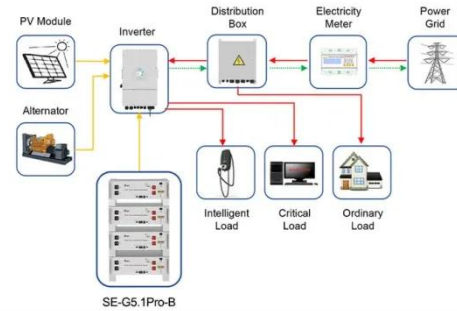 PV Module
Inverter
Distribution
Box
Electricity
Meter
Power
Grid
Alternator
Intelligent
Load
Critical
Load
Ordinary
Load
SE-G5.1Pro-B